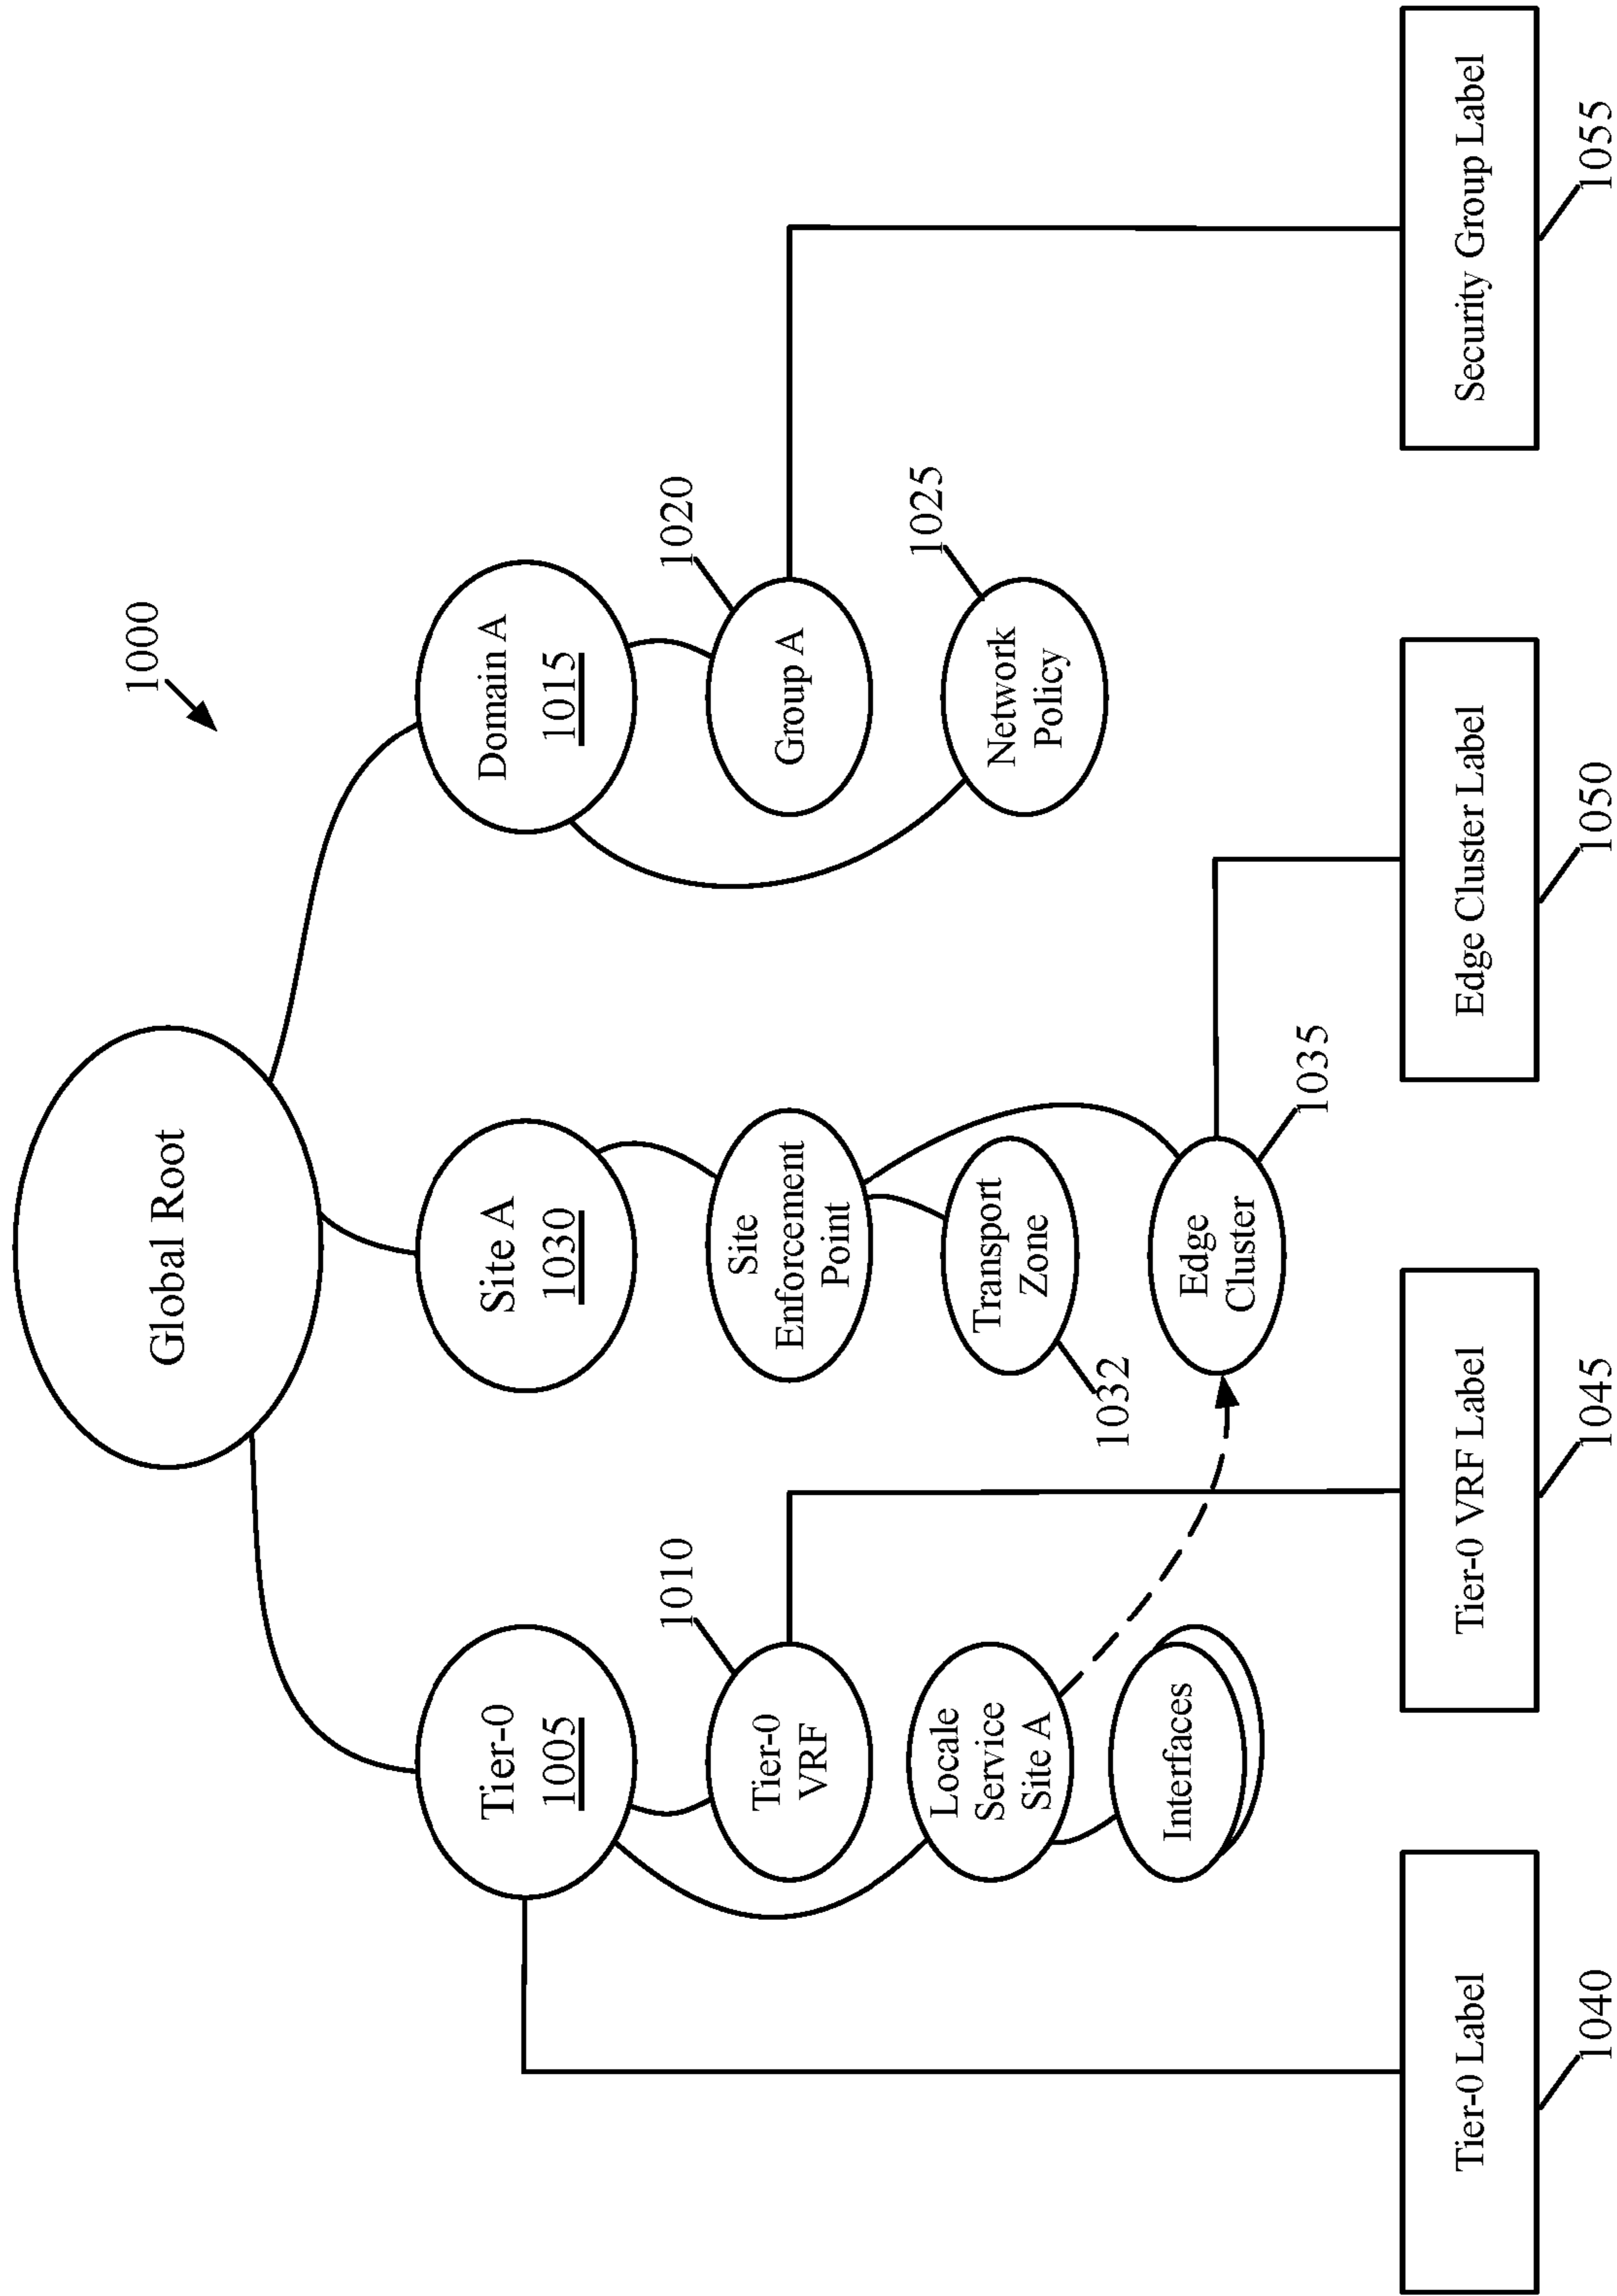 1000
Global Root
Tier-0
1005
Site A
1030
Domain A
1015
1010
1020
Tier-0
VRF
Site
Enforcement
Point
Group A
1025
Locale
Service
Site A
Transport
Zone
1032
Network
Policy
Interfaces
Edge
Cluster
1035
Tier-0 Label
Tier-0 VRF Label
Edge Cluster Label
Security Group Label
1040
1045
1050
1055